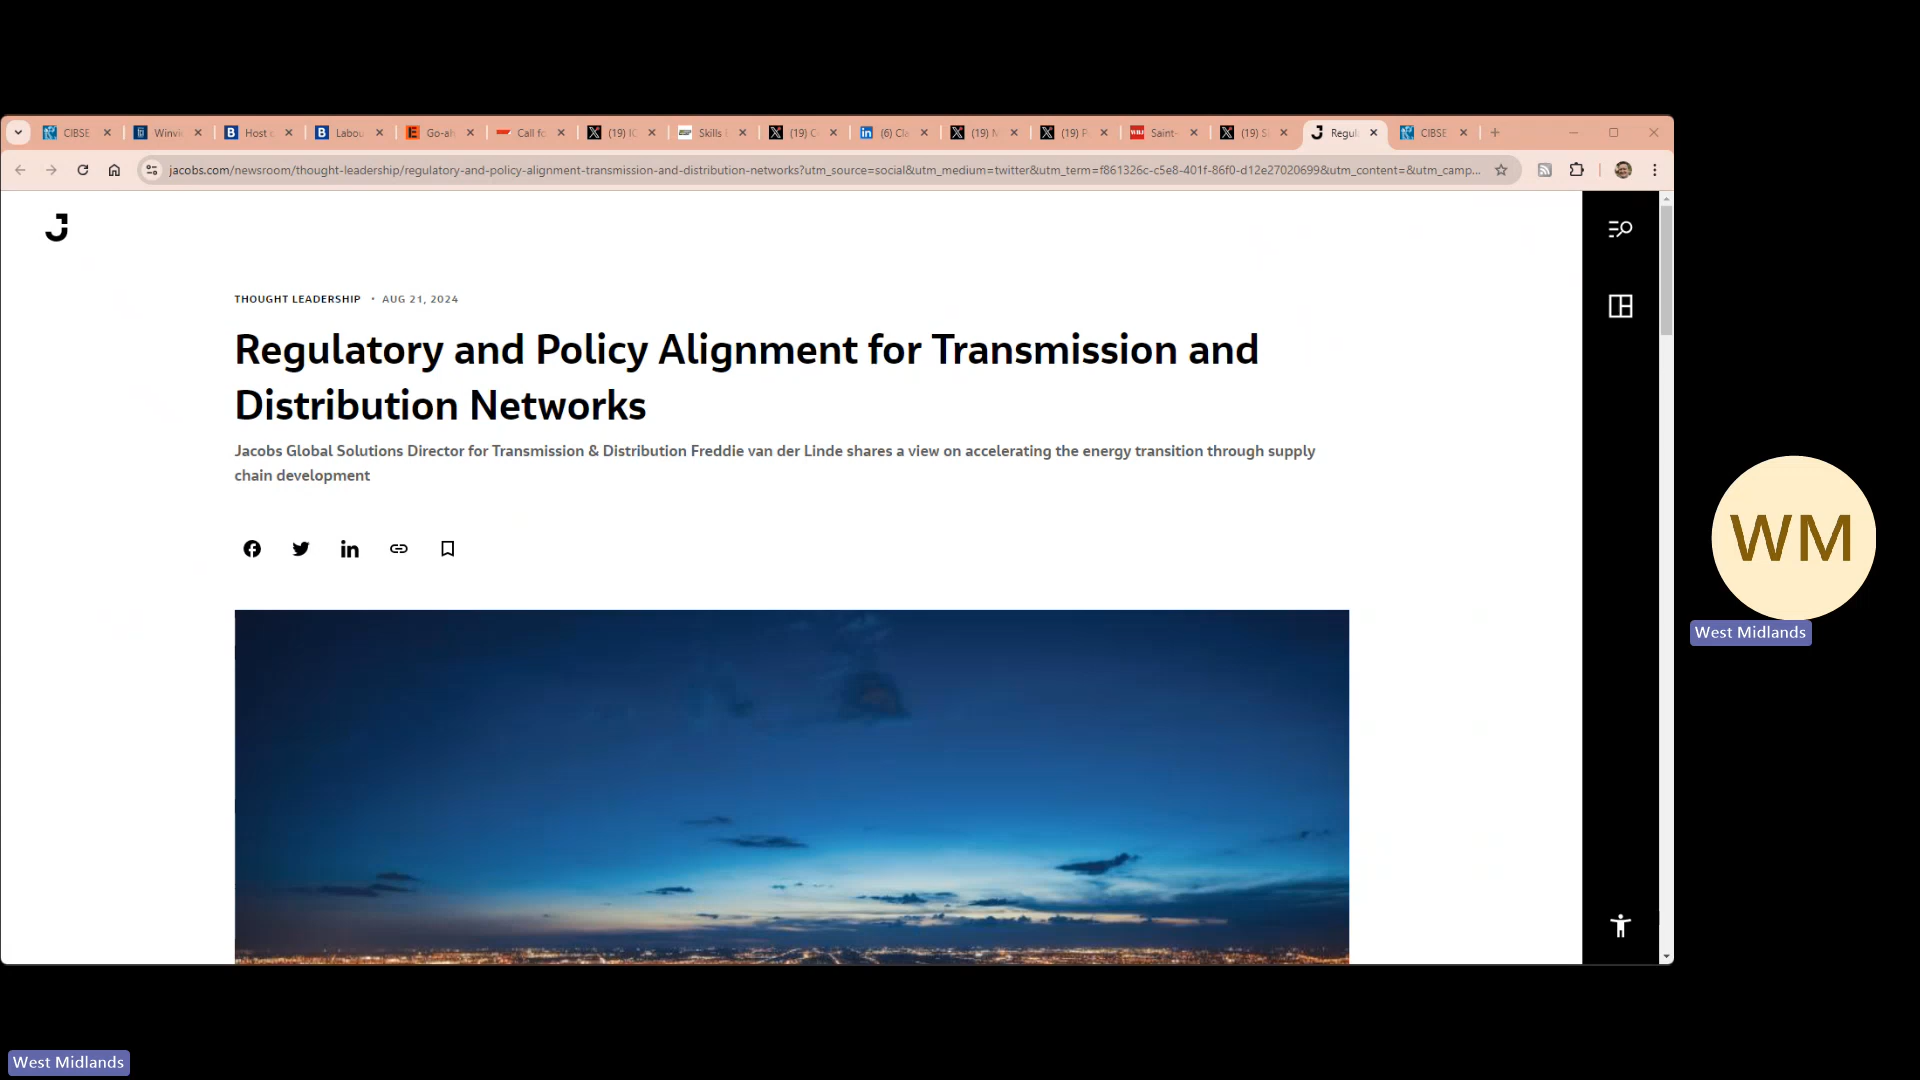 CIBSE
Winvi
Host c
Labou
Go-ah
Call fo
(19) IC
Skills
(19) C
(6) Cla
(19) M
(19) P
Saint-
(19) S
Regul
CIBSE
jacobs.com/newsroom/thought-leadership/regulatory-and-policy-alignment-transmission-and-distribution-networks?utm_source=social&utm_medium=twitter&utm_term=f861326c-c5e8-401f-86f0-d12e27020699&utm_content=&utm_camp...
THOUGHT LEADERSHIP • AUG 21, 2024
Regulatory and Policy Alignment for Transmission and
Distribution Networks
Jacobs Global Solutions Director for Transmission & Distribution Freddie van der Linde shares a view on accelerating the energy transition through supply
chain development
WM
West Midlands
West Midlands